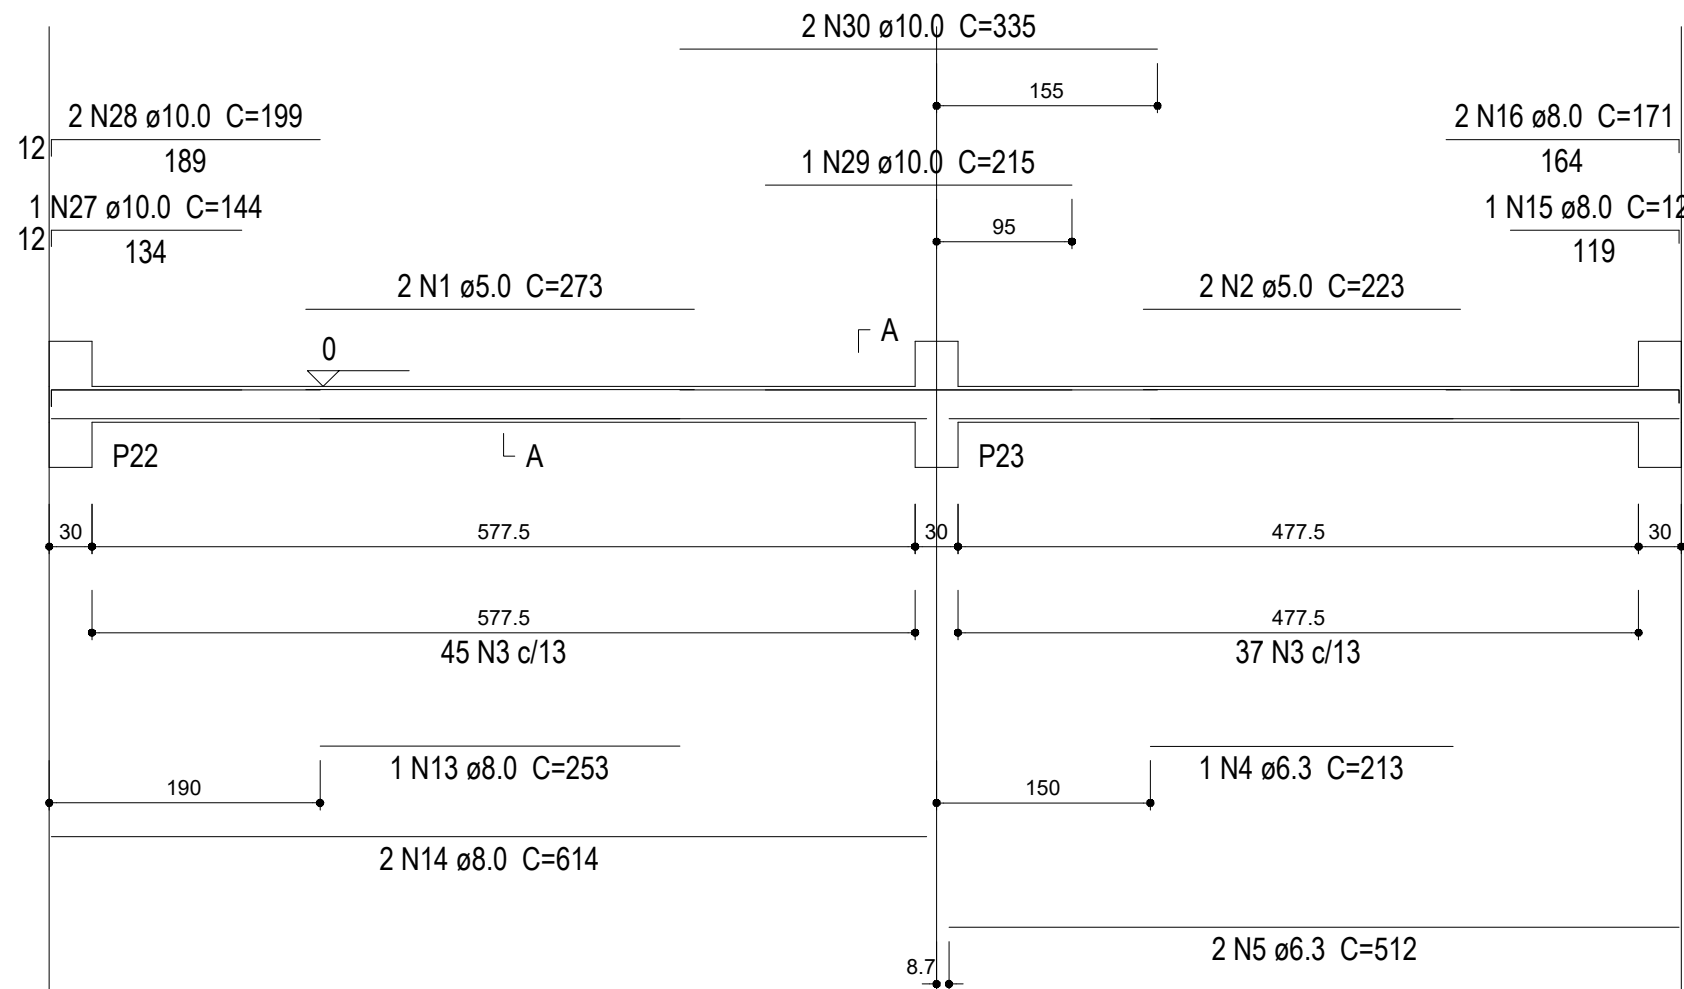 2 N30 ø10.0 C=335
155
2 N28 ø10.0 C=199
12
189
2 N16 ø8.0 C=171
164
1 N29 ø10.0 C=215
95
1 N27 ø10.0 C=144
12
134
1 N15 ø8.0 C=12
119
2 N1 ø5.0 C=273
2 N2 ø5.0 C=223
A
0
P22
A
P23
30
577.5
30
477.5
30
577.5
477.5
45 N3 c/13
37 N3 c/13
1 N13 ø8.0 C=253
1 N4 ø6.3 C=213
190
150
2 N14 ø8.0 C=614
2 N5 ø6.3 C=512
8.7